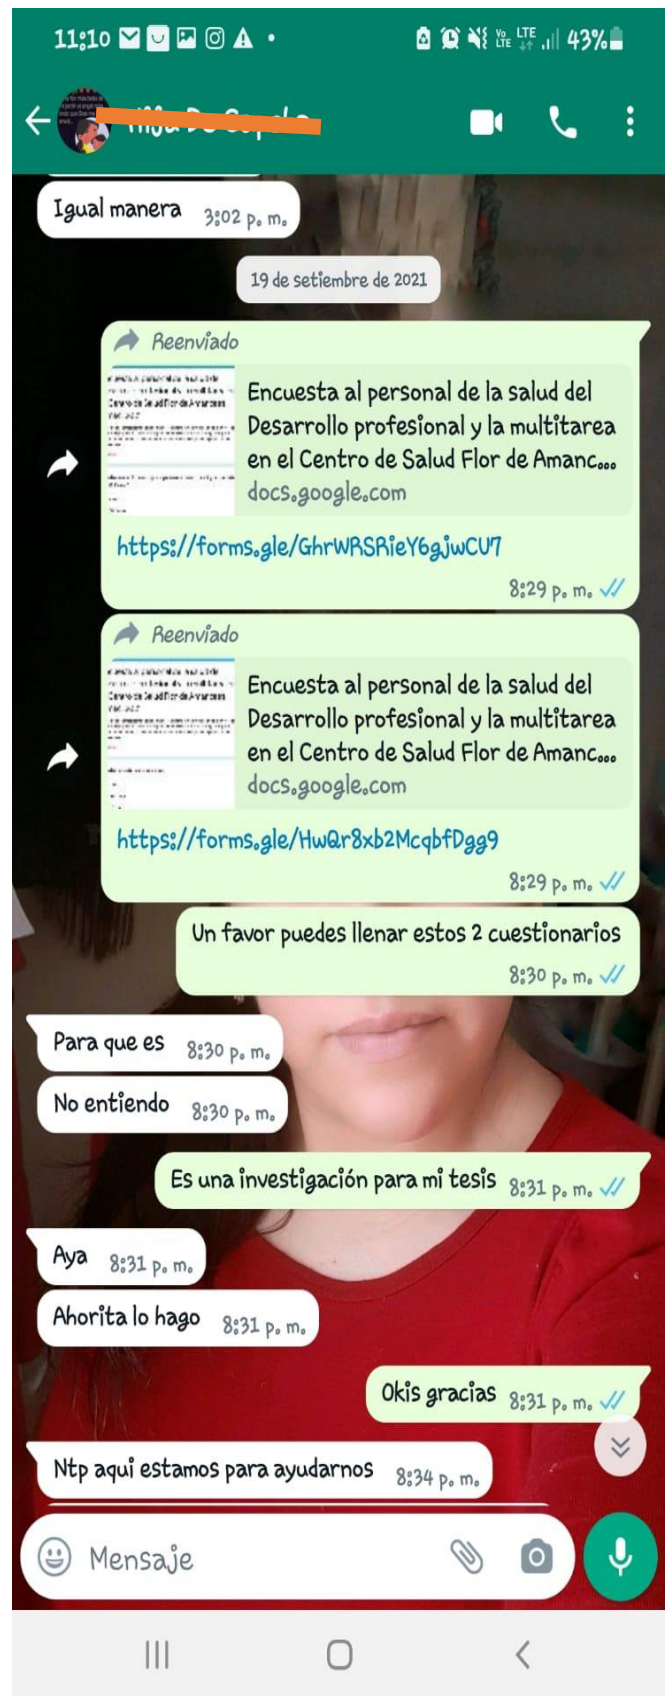 11:10
Vo LTE LTE 43%
Igual manera 3:02 p. m.
19 de setiembre de 2021
Reenviado
Encuesta al personal de la salud del
Desarrollo profesional y la multitarea
en el Centro de Salud Flor de Amanc...
docs.google.com
https://forms.gle/GhrWRSRieY6gjwCU7
8:29 p. m.
Reenviado
Encuesta al personal de la salud del
Desarrollo profesional y la multitarea
en el Centro de Salud Flor de Amanc...
docs.google.com
https://forms.gle/HwQr8xb2McqbfDgg9
8:29 p. m.
Un favor puedes llenar estos 2 cuestionarios
8:30 p. m.
Para que es 8:30 p. m.
No entiendo 8:30 p. m.
Es una investigación para mi tesis 8:31 p. m.
Aya 8:31 p. m.
Ahorita lo hago 8:31 p. m.
Okis gracias 8:31 p. m.
Ntp aqui estamos para ayudarnos 8:34 p. m.
Mensaje